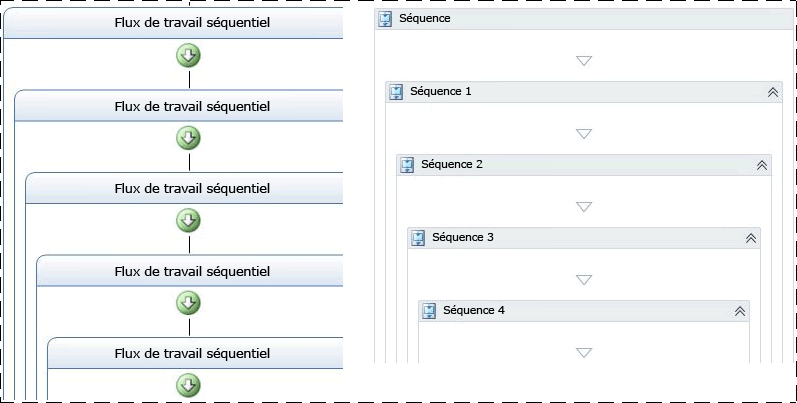 Flux de travail séquentiel
Flux de travail séquentiel
Flux de travail séquentiel
Flux de travail séquentiel
Flux de travail séquentiel
Séquence
Séquence 1
Séquence 2
Séquence 3
Séquence 4